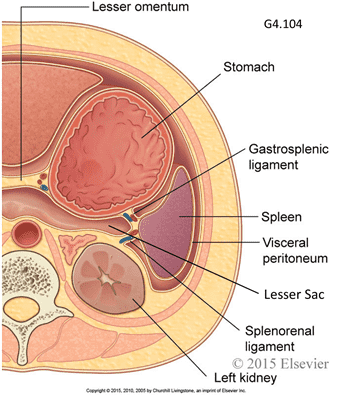 Lesser omentum
G4.104
Stomach
Gastrosplenic
ligament
Spleen
Visceral
peritoneum
Lesser Sac
Splenorenal
ligament
© 2015 Elsevier
Left kidney
Copyright © 2015, 2010, 2005 by Churchill Livingstone, an imprint of Elsevier Inc.